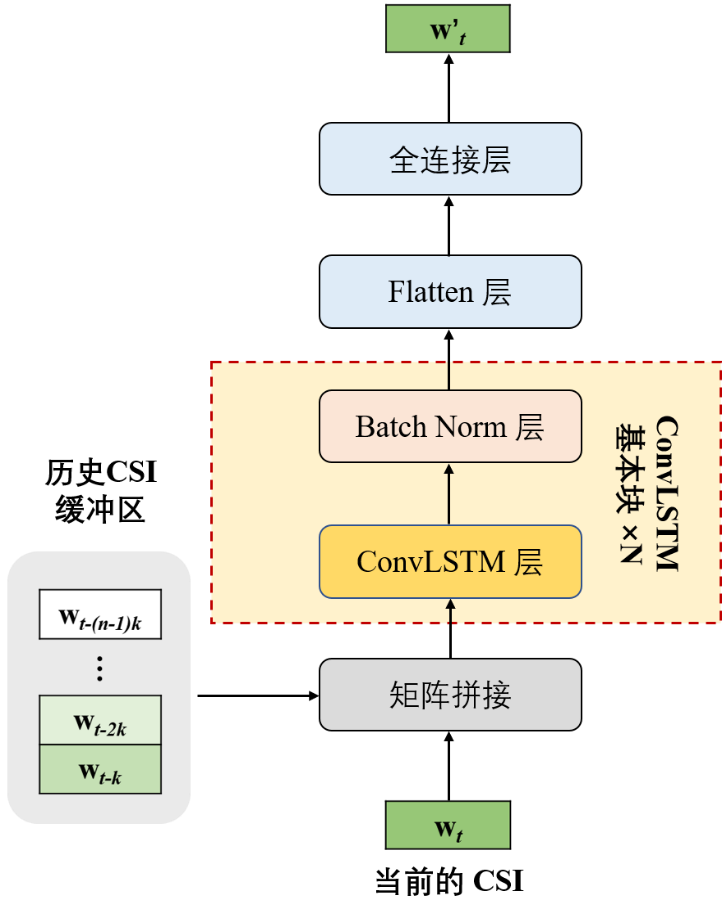 w't
全连接层
Flatten 层
Batch Norm 层
ConvLSTM 层
ConvLSTM
基本块 ×N
历史CSI
缓冲区
wt-(n-1)k
⋮
wt-2k
wt-k
矩阵拼接
wt
当前的 CSI